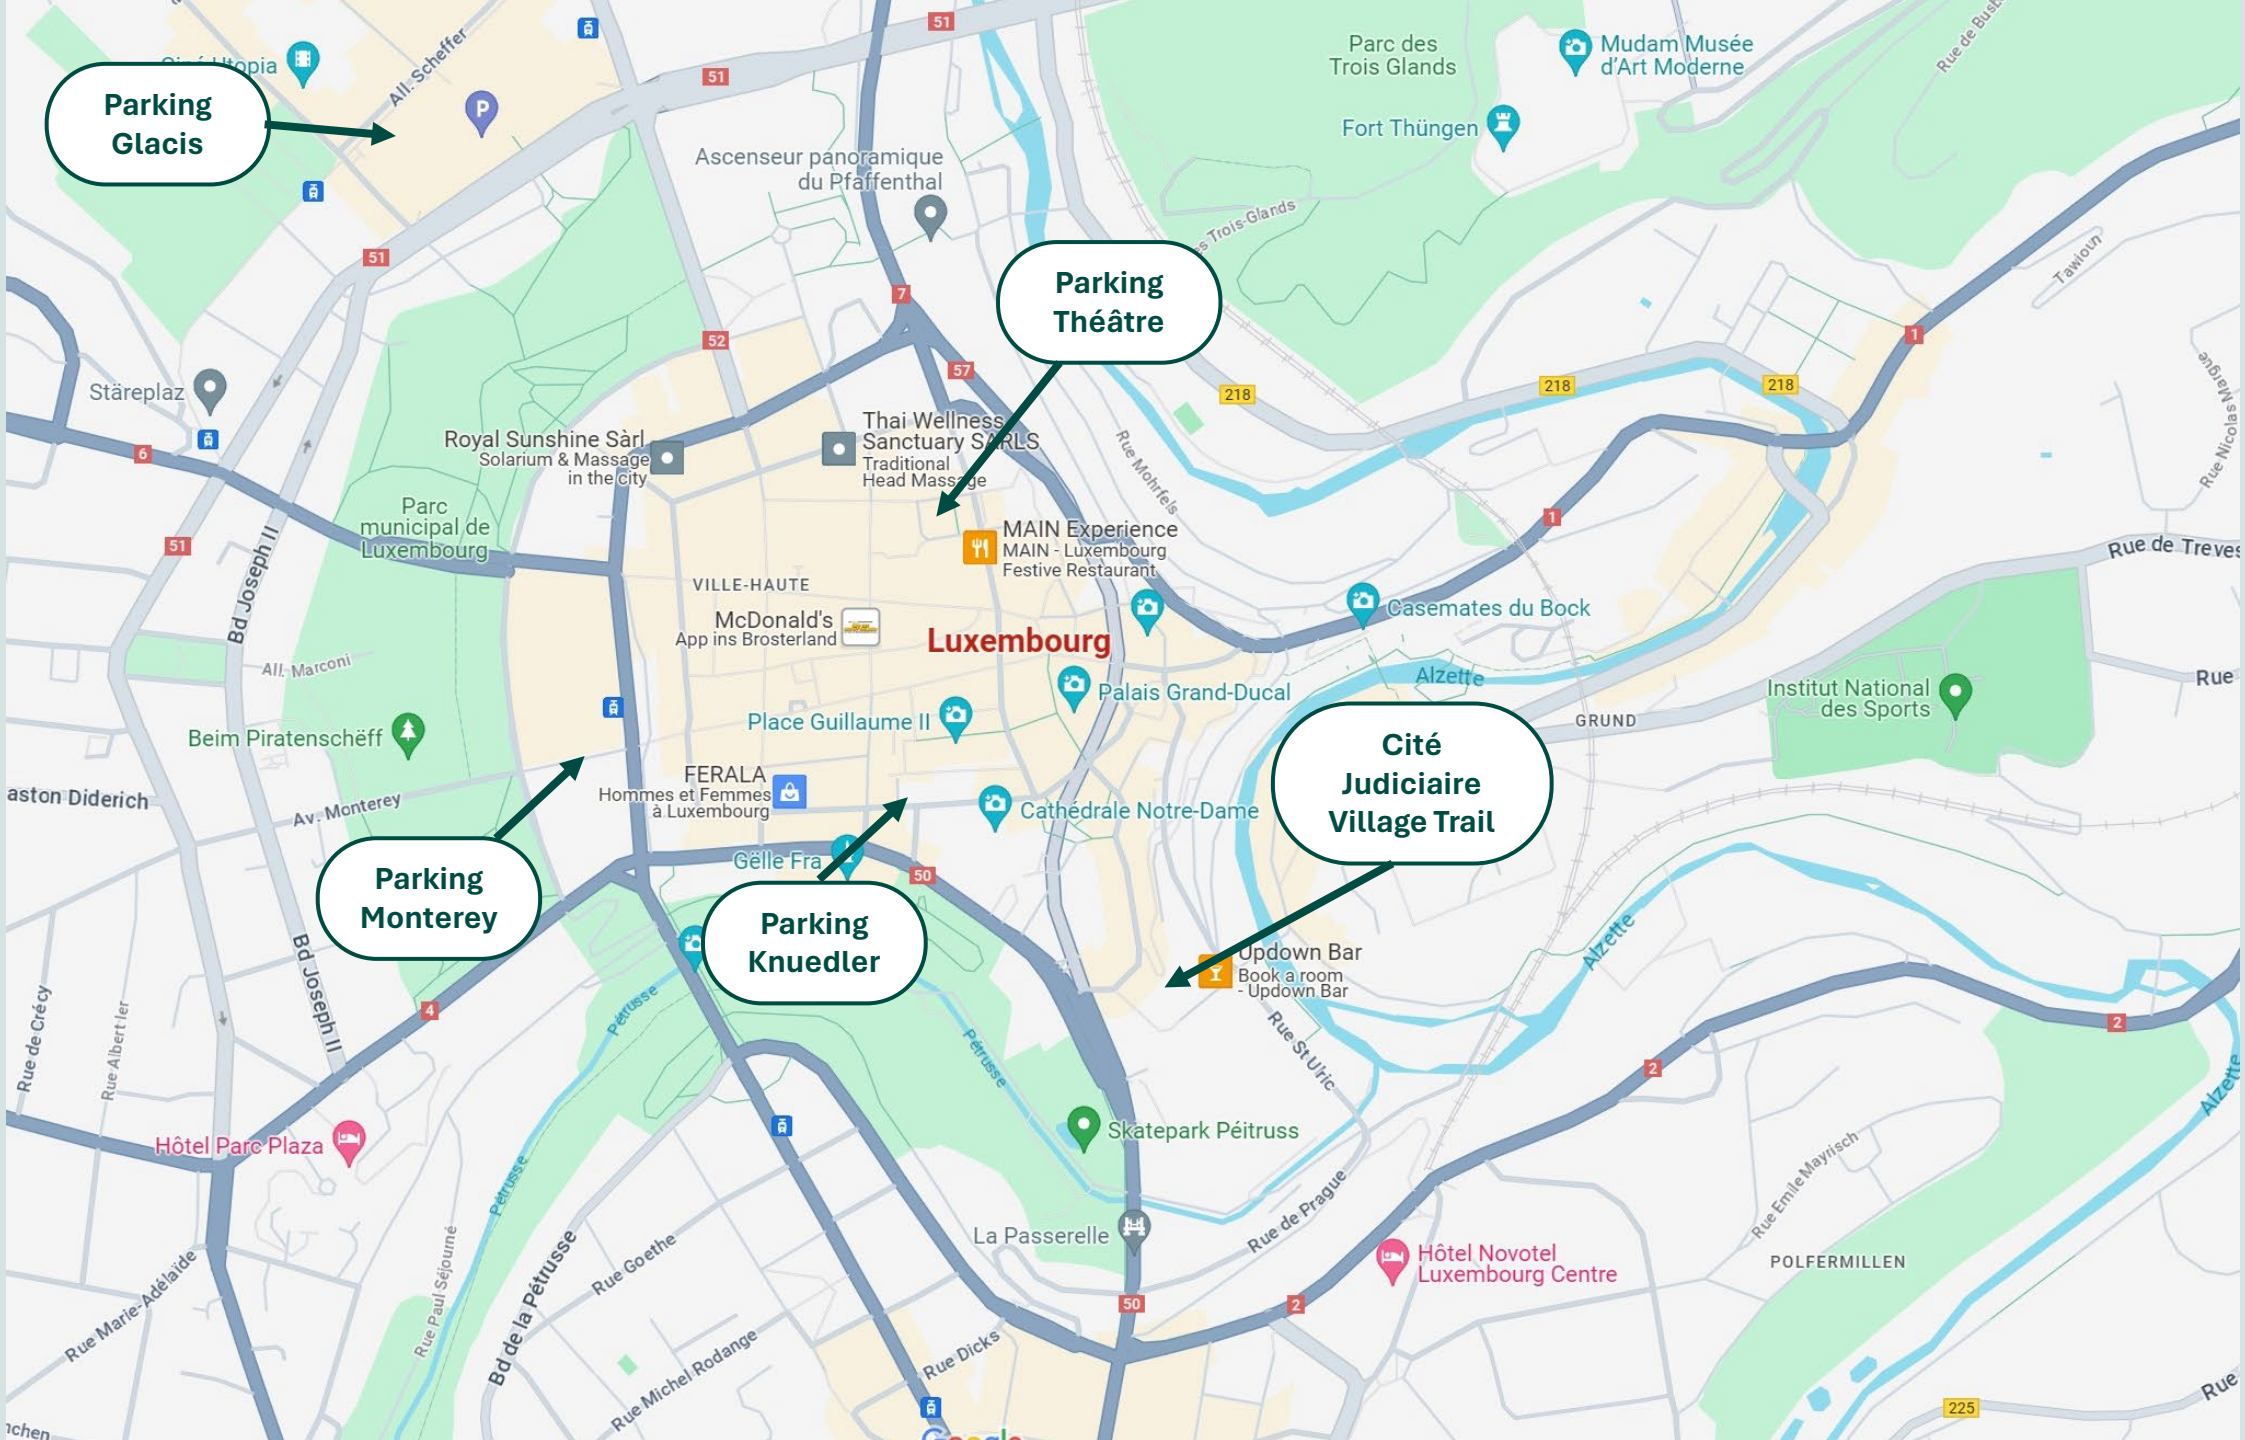 51
51
Ciné Utopia
All. Scheffer
P
Parking
Glacis
Parc des
Trois Glands
Mudam Musée
d'Art Moderne
Fort Thüngen
Ascenseur panoramique
du Pfaffenthal
es Trois-Glands
Parking
Théâtre
51
7
52
57
Tawioun
1
Stäreplaz
218
218
218
6
Royal Sunshine Sàrl
Solarium & Massage
in the city
Thai Wellness
Sanctuary SARLS
Traditional
Head Massage
Rue Mohrfels
Rue Nicolas Margue
Parc
municipal de
Luxembourg
51
MAIN Experience
MAIN - Luxembourg
Festive Restaurant
1
Rue de Treves
Bd Joseph II
VILLE-HAUTE
McDonald's
App ins Brosterland
Luxembourg
Casemates du Bock
All. Marconi
Alzette
Rue
Palais Grand-Ducal
Institut National
des Sports
Place Guillaume II
GRUND
Beim Piratenschëff
Cité
Judiciaire
Village Trail
FERALA
Hommes et Femmes
à Luxembourg
aston Diderich
Av. Monterey
Cathédrale Notre-Dame
Gëlle Fra
50
Parking
Monterey
Parking
Knuedler
Alzette
Updown Bar
Book a room
- Updown Bar
Bd Joseph II
Pétrusse
4
Rue de Crécy
Rue Albert Ier
Pétrusse
Rue St Ulric
2
2
Alzette
Skatepark Péitruss
Hôtel Parc Plaza
Pétrusse
Rue Emile Mayrisch
La Passerelle
Rue de Prague
Hôtel Novotel
Luxembourg Centre
POLFERMILLEN
Rue Goethe
Rue Marie-Adélaïde
Rue Paul Séjourné
Bd de la Pétrusse
50
2
Rue Dicks
Rue Michel Rodange
225
Rue
Google